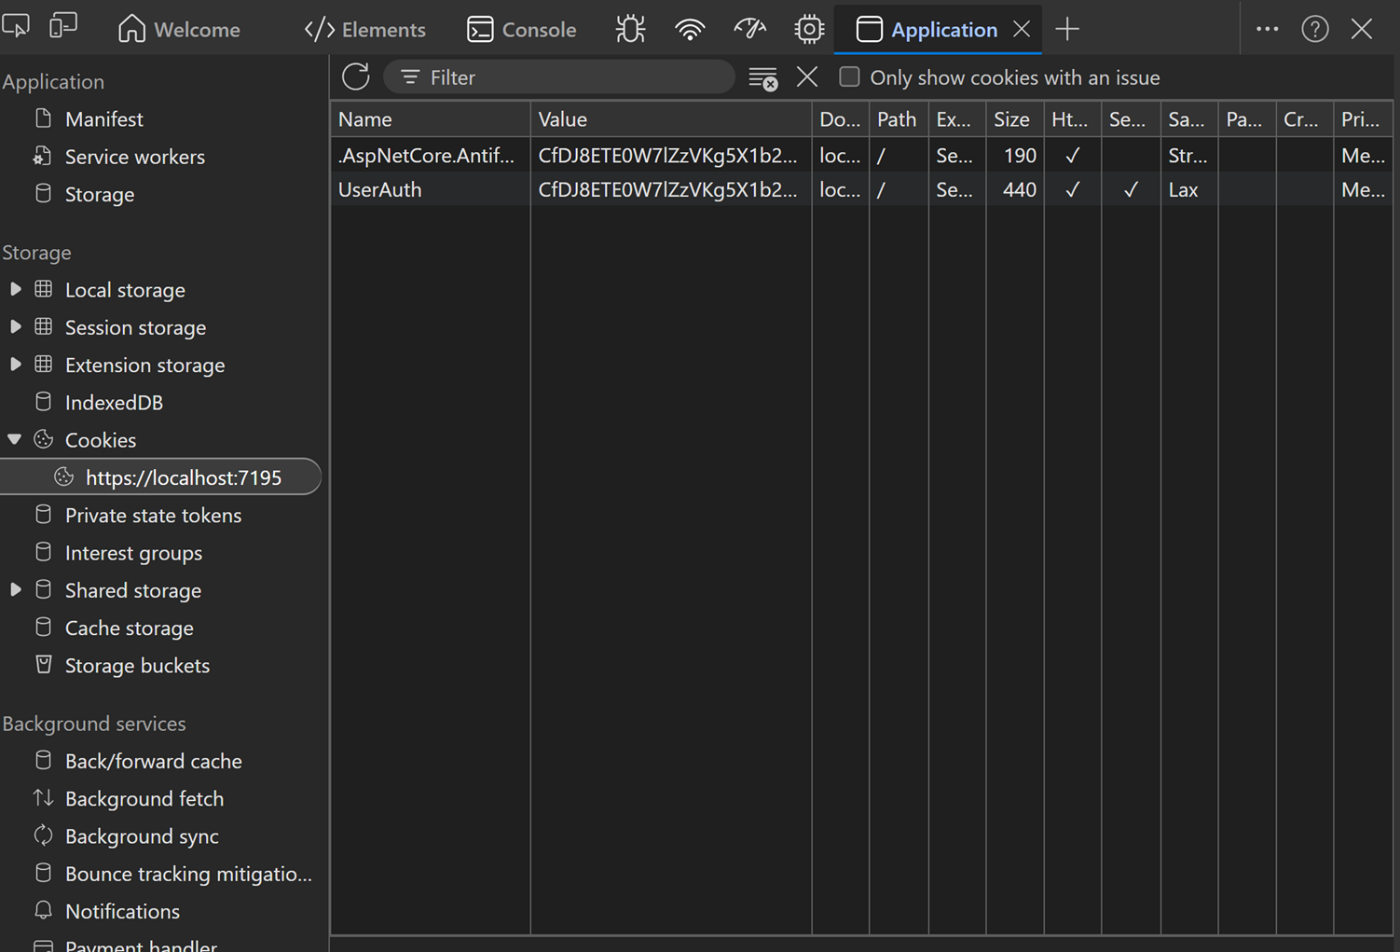 Welcome </> Elements Console Application
Application
Manifest
Service workers
Storage
Storage
Local storage
Session storage
Extension storage
IndexedDB
Cookies
https://localhost:7195
Private state tokens
Interest groups
Shared storage
Cache storage
Storage buckets
Background services
Back/forward cache
Background fetch
Background sync
Bounce tracking mitigatio...
Notifications
Payment handler
Filter Only show cookies with an issue
Name Value Do... Path Ex... Size Ht... Se... Sa... Pa... Cr... Pri...
.AspNetCore.Antif... CfDJ8ETE0W7lZzVKg5X1b2... loc... / Se... 190 ✓ Str... Me...
UserAuth CfDJ8ETE0W7lZzVKg5X1b2... loc... / Se... 440 ✓ ✓ Lax Me...